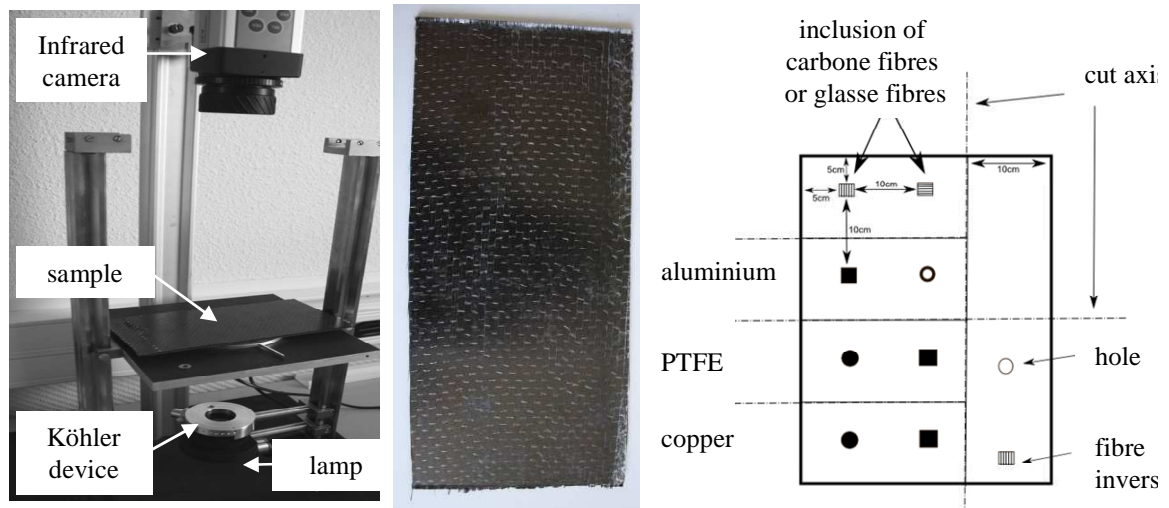 Infrared
camera
sample
Köhler
device
lamp
inclusion of
carbone fibres
or glasse fibres
cut axis
5cm
10cm
5cm
10cm
10cm
aluminium
PTFE
hole
copper
fibre
invers